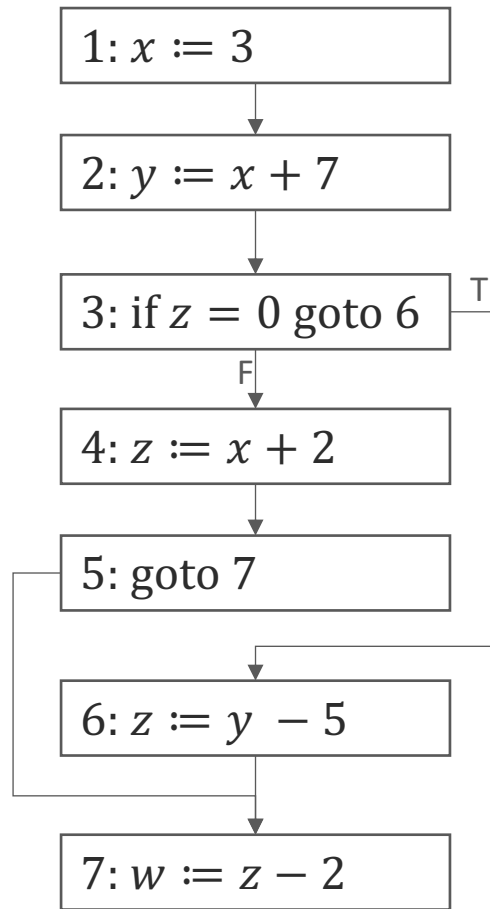 1: x ≔ 3
2: y ≔ x + 7
3: if z = 0 goto 6
T
F
4: z ≔ x + 2
5: goto 7
6: z ≔ y − 5
7: w ≔ z − 2